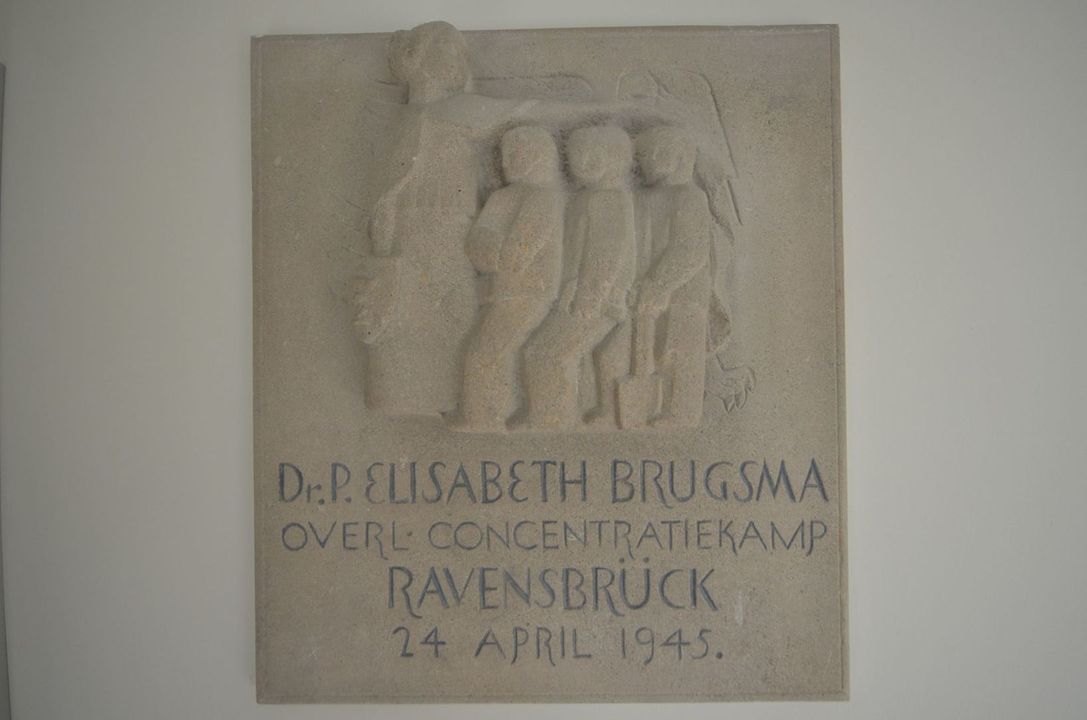 Dr. P. ELISABETH BRUGSMA
OVERL· CONCENTRATIEKAMP
RAVENSBRÜCK
24 APRIL 1945.